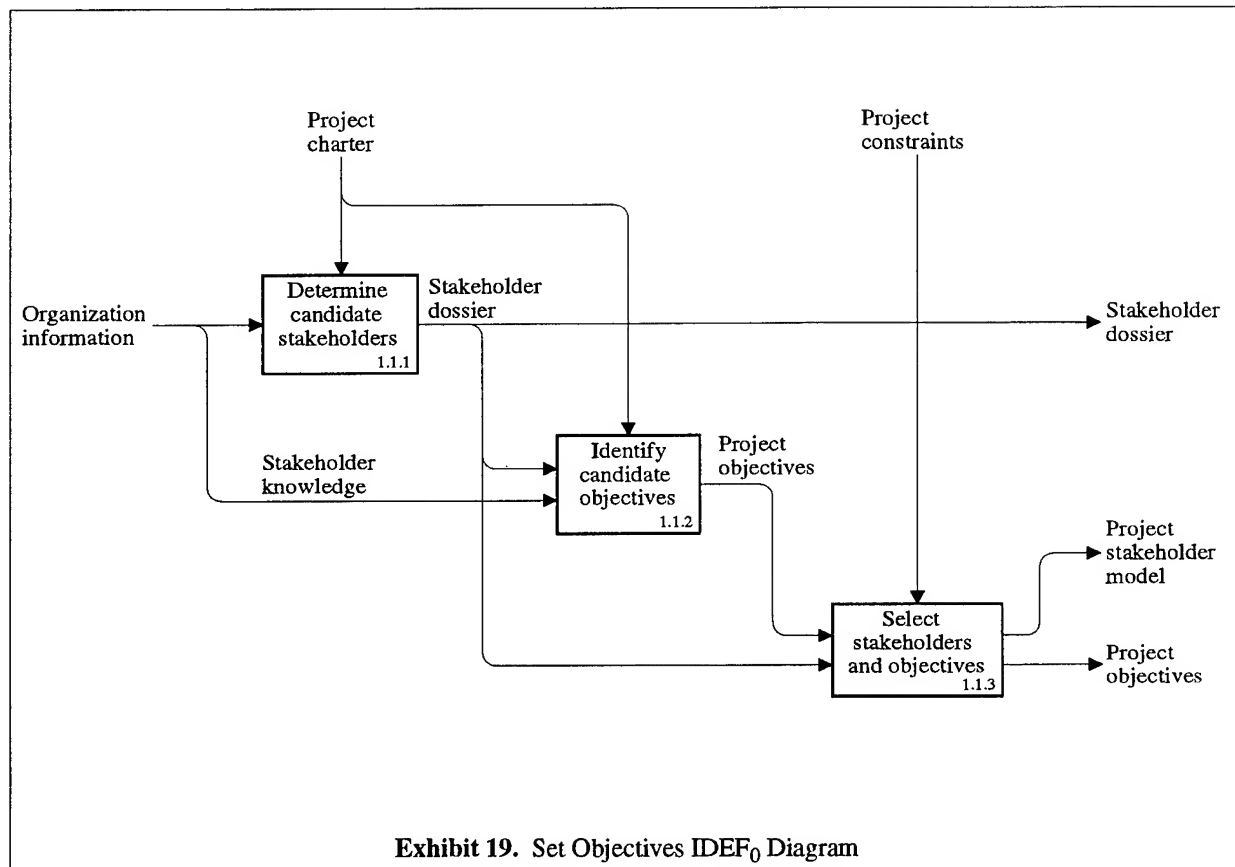 Project
charter
Project
constraints
Organization
information
Determine
candidate
stakeholders
1.1.1
Stakeholder
dossier
Stakeholder
dossier
Stakeholder
knowledge
Identify
candidate
objectives
1.1.2
Project
objectives
Project
stakeholder
model
Select
stakeholders
and objectives
1.1.3
Project
objectives
Exhibit 19. Set Objectives IDEF₀ Diagram